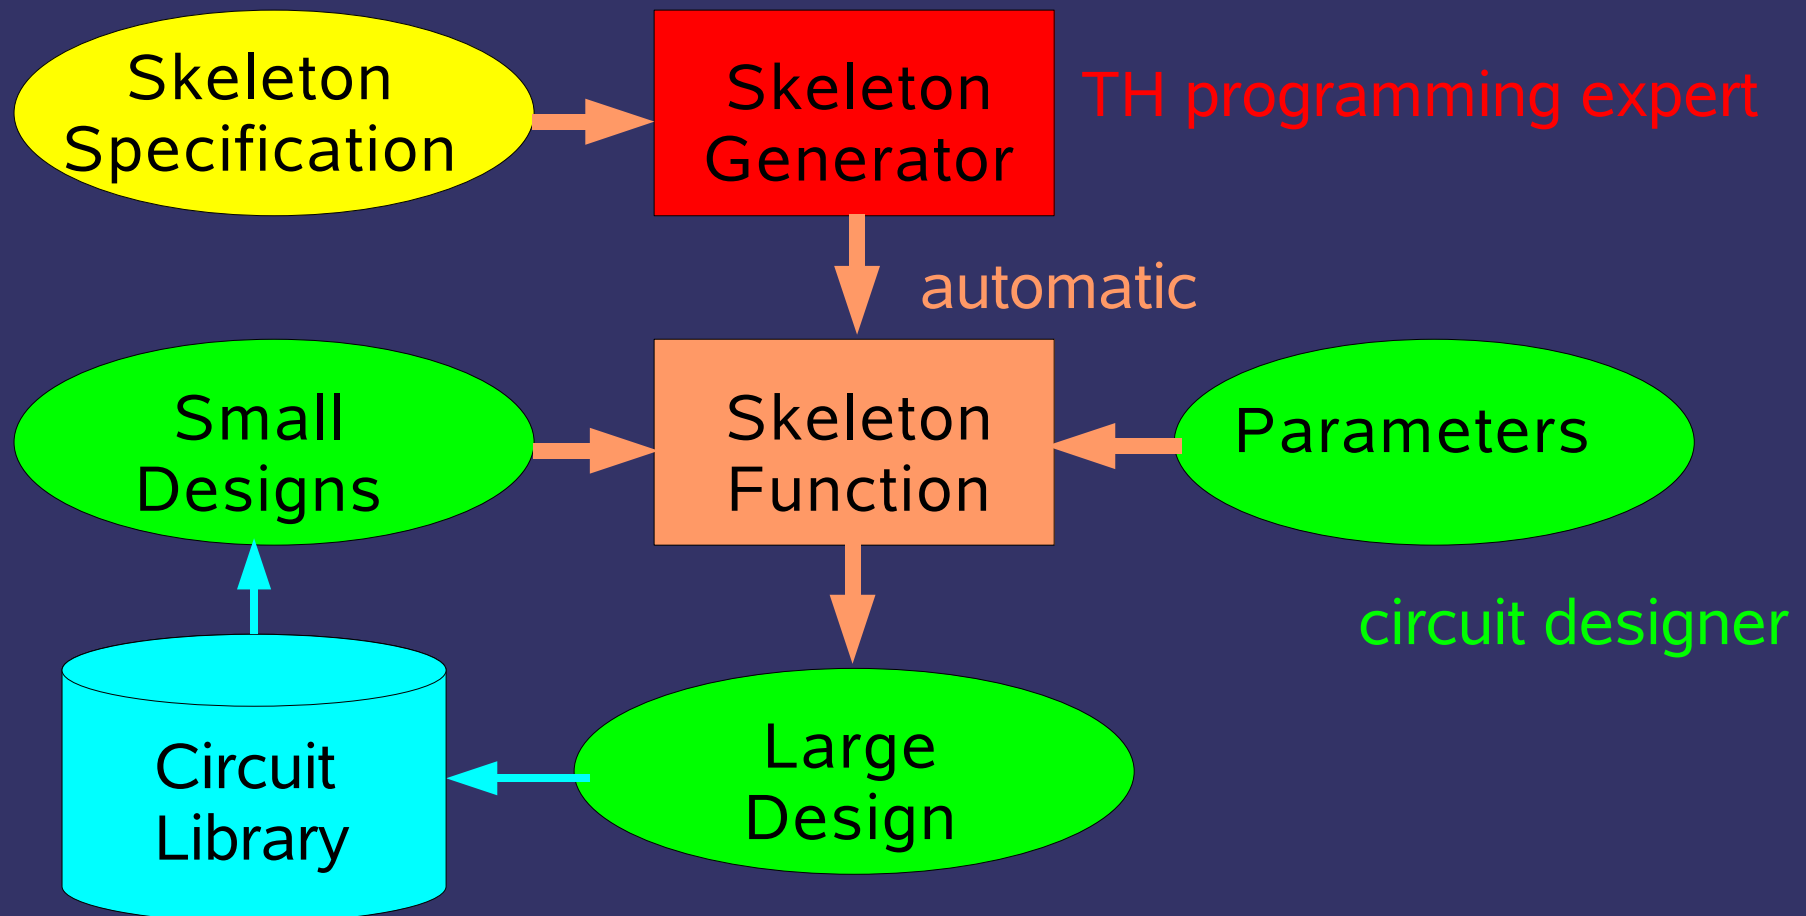 Skeleton
Specification
Skeleton
Generator
TH programming expert
automatic
Small
Designs
Skeleton
Function
Parameters
circuit designer
Circuit
Library
Large
Design